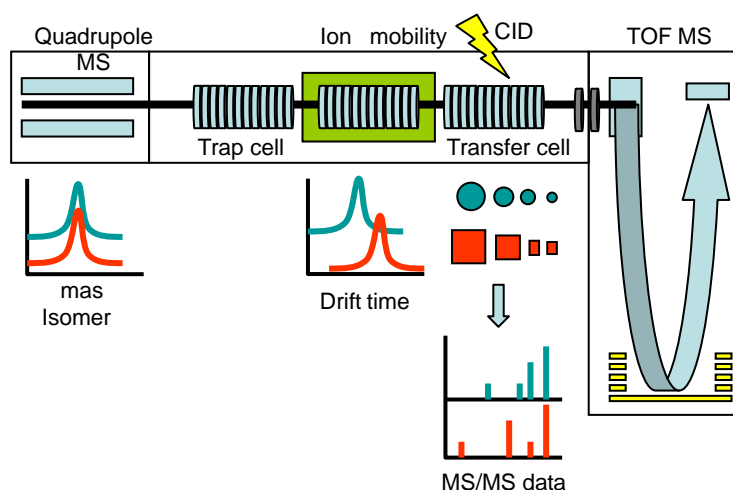 Quadrupole
MS
Ion mobility
CID
TOF MS
Trap cell
Transfer cell
mas
Isomer
Drift time
MS/MS data